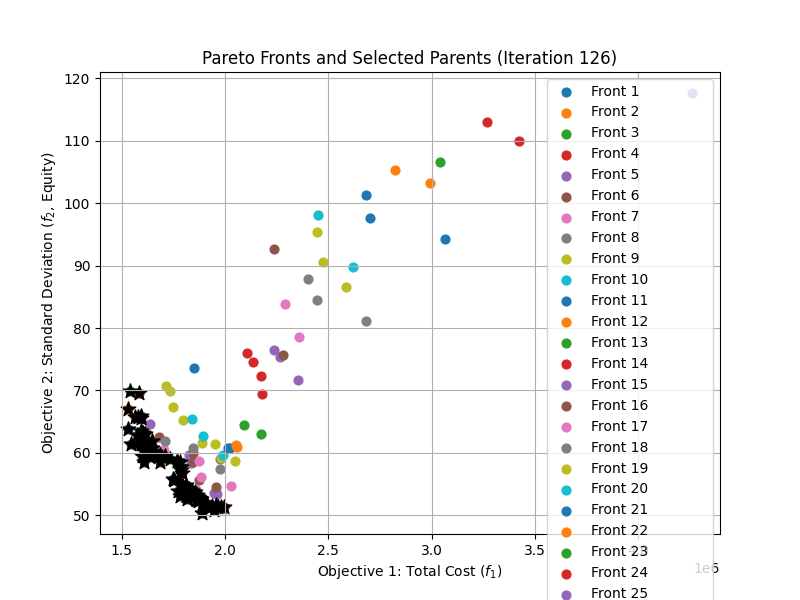 Pareto Fronts and Selected Parents (Iteration 126)
120
110
100
90
80
70
60
50
Objective 2: Standard Deviation (f₂, Equity)
1.5 2.0 2.5 3.0 3.5
1e6
Objective 1: Total Cost (f₁)
Front 1
Front 2
Front 3
Front 4
Front 5
Front 6
Front 7
Front 8
Front 9
Front 10
Front 11
Front 12
Front 13
Front 14
Front 15
Front 16
Front 17
Front 18
Front 19
Front 20
Front 21
Front 22
Front 23
Front 24
Front 25